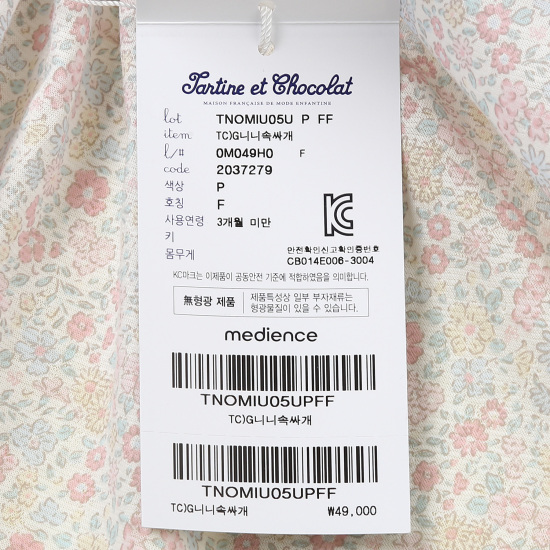 Tartine et Chocolat
MAISON FRANÇAISE DE MODE ENFANTINE
lot TNOMIU05U P FF
item TC)G니니속싸개
l/# 0M049H0 F
code 2037279
색상 P
호칭 F
사용연령 3개월 미만
키
몸무게
안전확인신고확인증번호
CB014E006-3004
KC마크는 이제품이 공통안전 기준에 적합하였음을 의미합니다.
無형광 제품
제품특성상 일부 부자재류는
형광물질이 있을 수 있습니다.
medience
TNOMIU05UPFF
TC)G니니속싸개
TNOMIU05UPFF
TC)G니니속싸개 ₩49,000